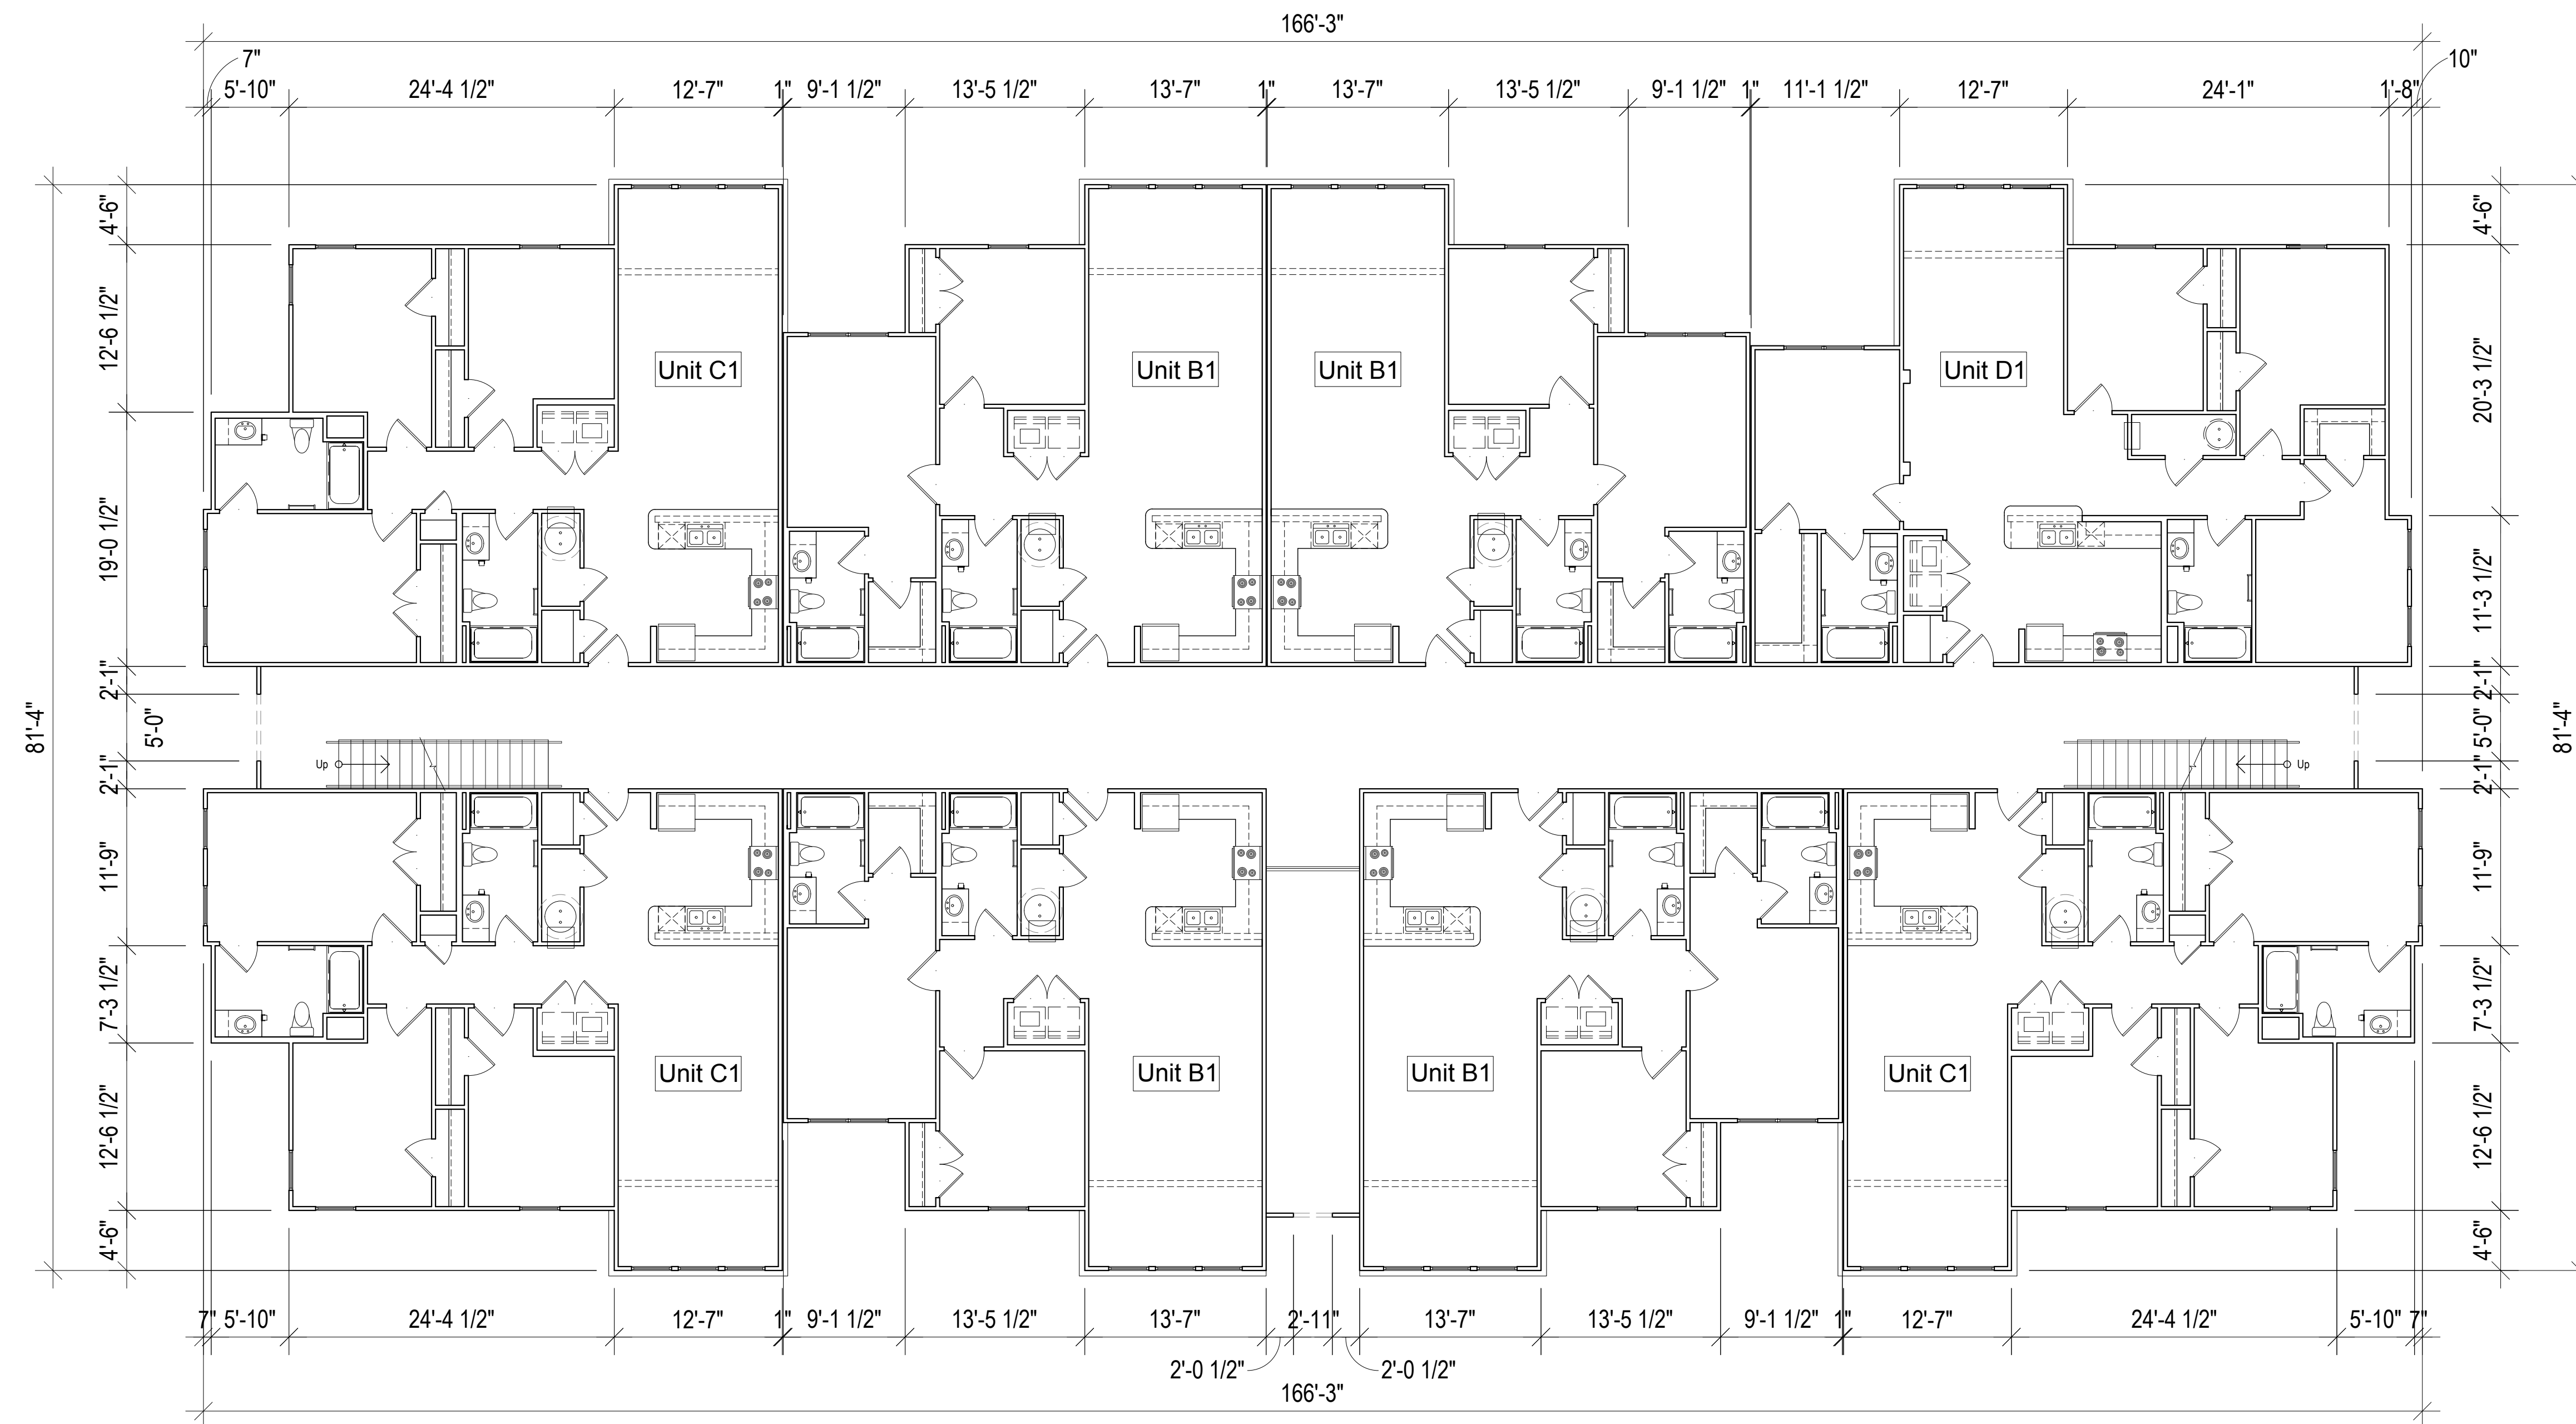 166'-3"
7"
10"
5'-10" 24'-4 1/2" 12'-7" 1" 9'-1 1/2" 13'-5 1/2" 13'-7" 1" 13'-7" 13'-5 1/2" 9'-1 1/2" 1" 11'-1 1/2" 12'-7" 24'-1" 1'-8"
4'-6"
4'-6"
12'-6 1/2"
20'-3 1/2"
Unit C1
Unit B1
Unit B1
Unit D1
19'-0 1/2"
11'-3 1/2"
2'-1"
2'-1"
81'-4"
5'-0"
5'-0"
81'-4"
Up
Up
2'-1"
2'-1"
11'-9"
11'-9"
7'-3 1/2"
7'-3 1/2"
Unit C1
Unit B1
Unit B1
Unit C1
12'-6 1/2"
12'-6 1/2"
4'-6"
4'-6"
7" 5'-10" 24'-4 1/2" 12'-7" 1" 9'-1 1/2" 13'-5 1/2" 13'-7" 2'-11" 13'-7" 13'-5 1/2" 9'-1 1/2" 1" 12'-7" 24'-4 1/2" 5'-10" 7"
2'-0 1/2"
2'-0 1/2"
166'-3"